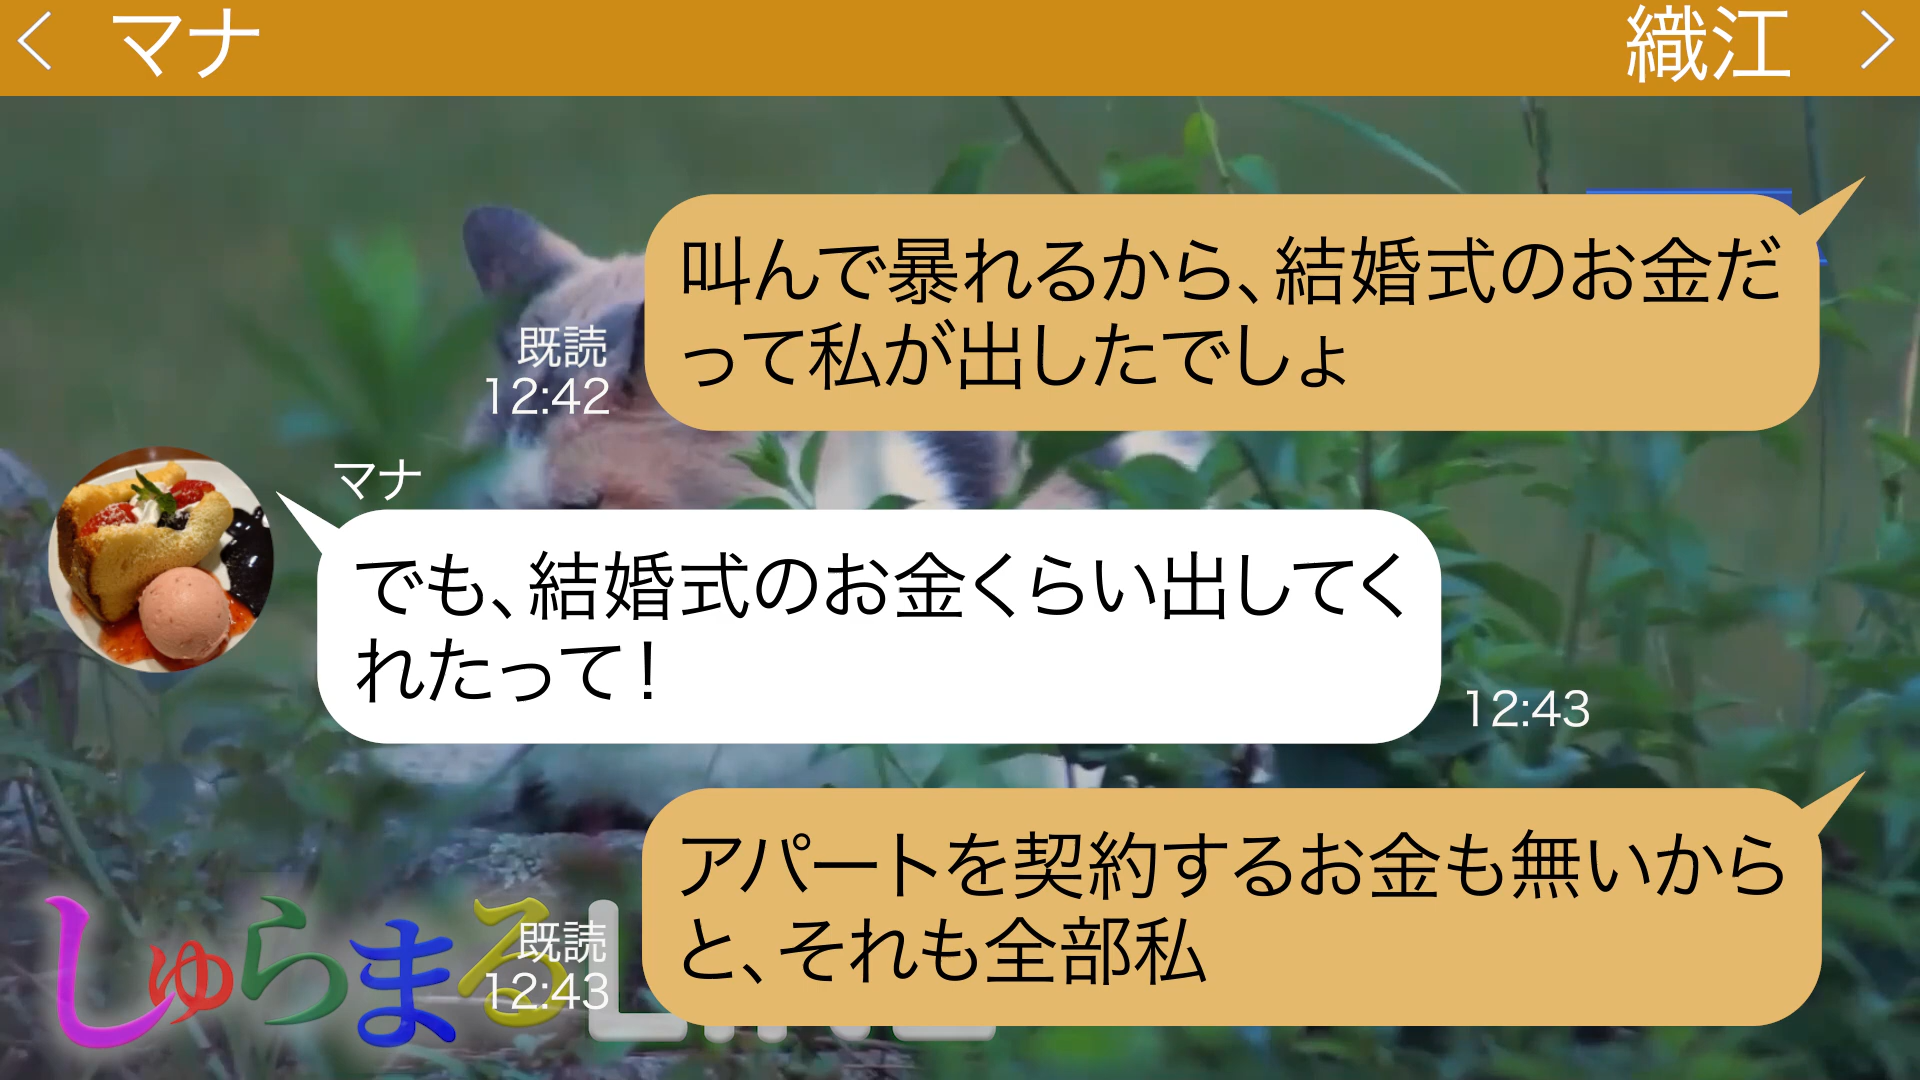 マナ
織江
叫んで暴れるから、結婚式のお金だ
って私が出したでしょ
既読
12:42
マナ
でも、結婚式のお金くらい出してく
れたって!
12:43
アパートを契約するお金も無いから
と、それも全部私
既読
12:43
しゅらまる